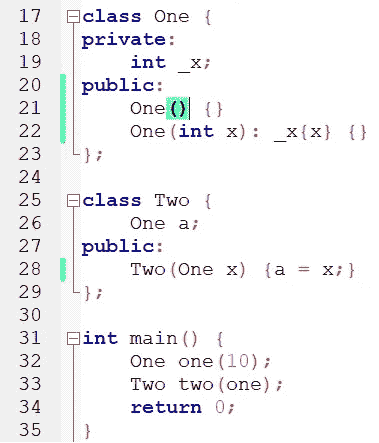 17 class One {
18 private:
19     int _x;
20 public:
21     One() {}
22     One(int x): _x{x} {}
23 };
24
25 class Two {
26     One a;
27 public:
28     Two(One x) {a = x;}
29 };
30
31 int main() {
32     One one(10);
33     Two two(one);
34     return 0;
35 }